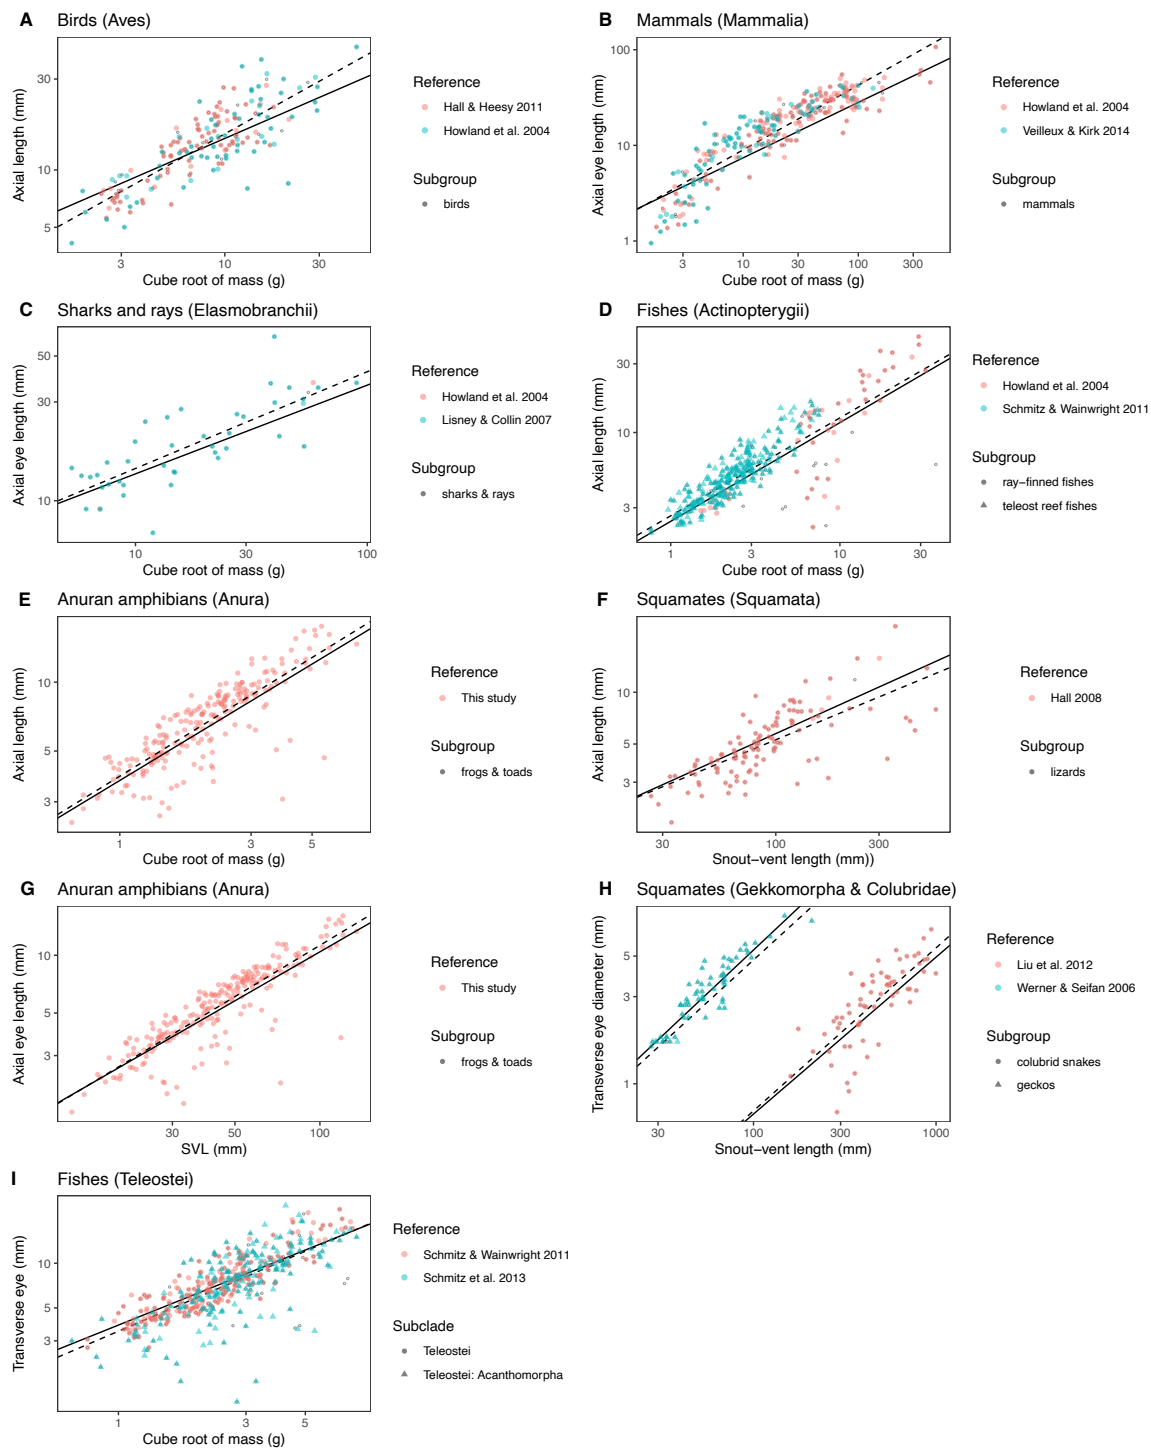 A Birds (Aves)
Axial length (mm)
30
10
5
3 10 30
Cube root of mass (g)
Reference
Hall & Heesy 2011
Howland et al. 2004
Subgroup
birds
B Mammals (Mammalia)
Axial eye length (mm)
100
10
1
3 10 30 100 300
Cube root of mass (g)
Reference
Howland et al. 2004
Veilleux & Kirk 2014
Subgroup
mammals
C Sharks and rays (Elasmobranchii)
Axial eye length (mm)
50
30
10
10 30 100
Cube root of mass (g)
Reference
Howland et al. 2004
Lisney & Collin 2007
Subgroup
sharks & rays
D Fishes (Actinopterygii)
Axial length (mm)
30
10
3
1 3 10 30
Cube root of mass (g)
Reference
Howland et al. 2004
Schmitz & Wainwright 2011
Subgroup
ray−finned fishes
teleost reef fishes
E Anuran amphibians (Anura)
Axial length (mm)
10
5
3
1 3 5
Cube root of mass (g)
Reference
This study
Subgroup
frogs & toads
F Squamates (Squamata)
Axial length (mm)
10
5
3
30 100 300
Snout−vent length (mm))
Reference
Hall 2008
Subgroup
lizards
G Anuran amphibians (Anura)
Axial eye length (mm)
10
5
3
30 50 100
SVL (mm)
Reference
This study
Subgroup
frogs & toads
H Squamates (Gekkomorpha & Colubridae)
Transverse eye diameter (mm)
5
3
1
30 100 300 1000
Snout−vent length (mm)
Reference
Liu et al. 2012
Werner & Seifan 2006
Subgroup
colubrid snakes
geckos
I Fishes (Teleostei)
Transverse eye (mm)
10
5
3
1 3 5
Cube root of mass (g)
Reference
Schmitz & Wainwright 2011
Schmitz et al. 2013
Subclade
Teleostei
Teleostei: Acanthomorpha